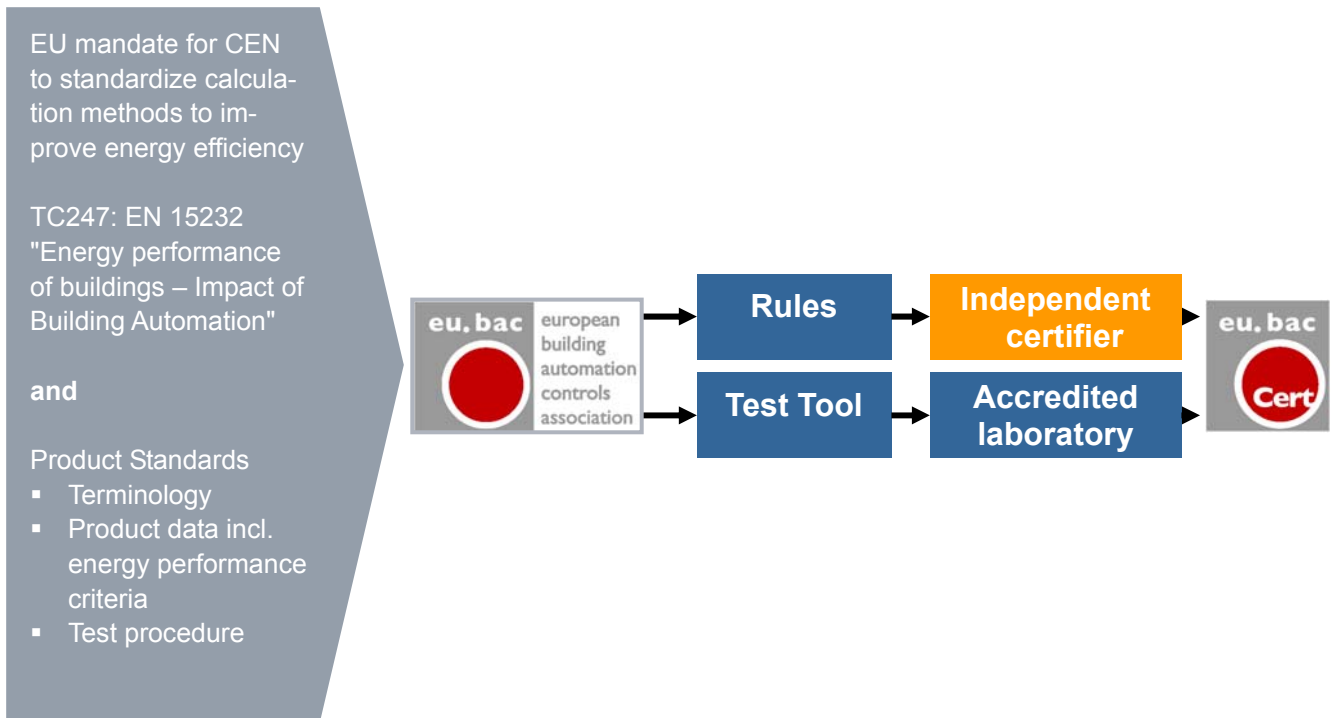 EU mandate for CEN
to standardize calcula-
tion methods to im-
prove energy efficiency
TC247: EN 15232
"Energy performance
of buildings – Impact of
Building Automation"
and
Product Standards
▪ Terminology
▪ Product data incl.
energy performance
criteria
▪ Test procedure
eu.bac
european
building
automation
controls
association
Rules
Independent
certifier
Test Tool
Accredited
laboratory
eu.bac
Cert